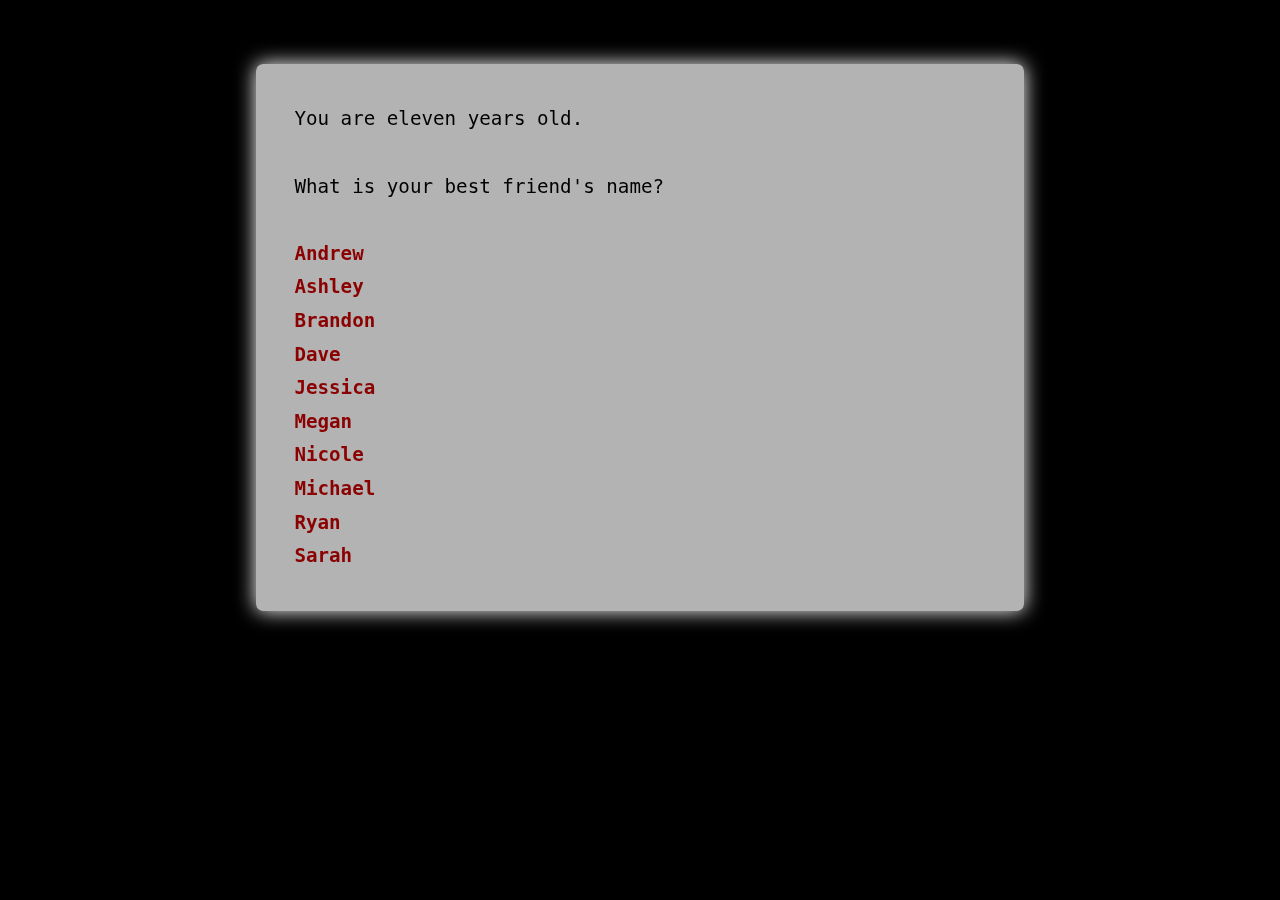 You are eleven years old.
What is your best friend's name?
Andrew
Ashley
Brandon
Dave
Jessica
Megan
Nicole
Michael
Ryan
Sarah